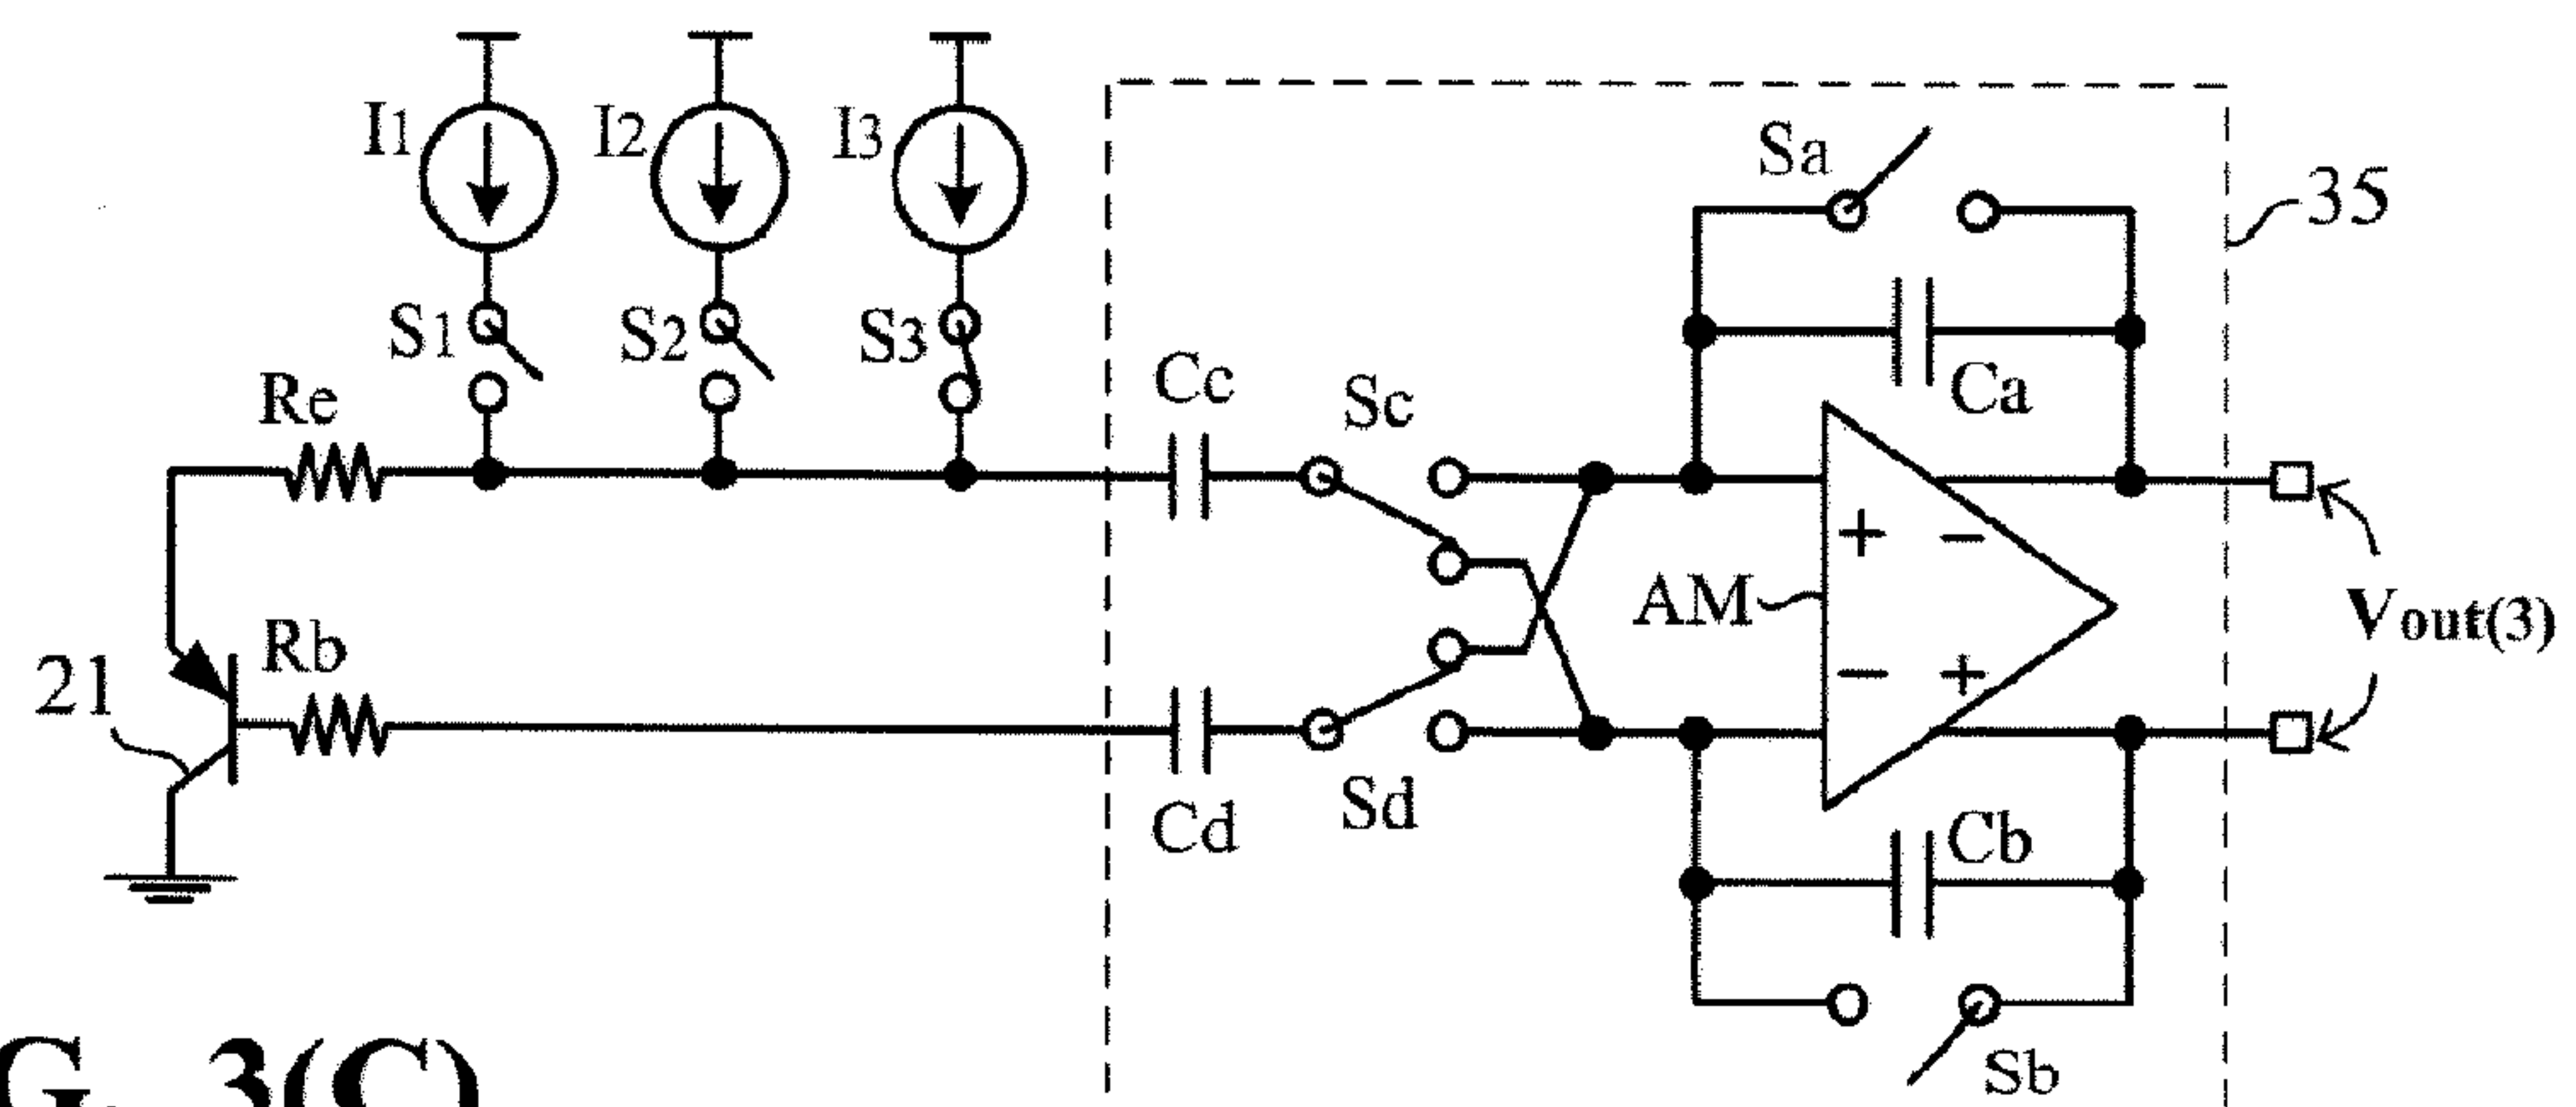 I1
I2
I3
Sa
35
S1
S2
S3
Re
Cc
Sc
Ca
+
−
AM
Vout(3)
21
Rb
−
+
Cd
Sd
Cb
Sb
G. 3(C)